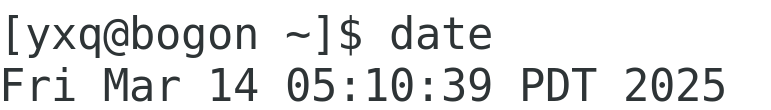 [yxq@bogon ~]$ date
Fri Mar 14 05:10:39 PDT 2025